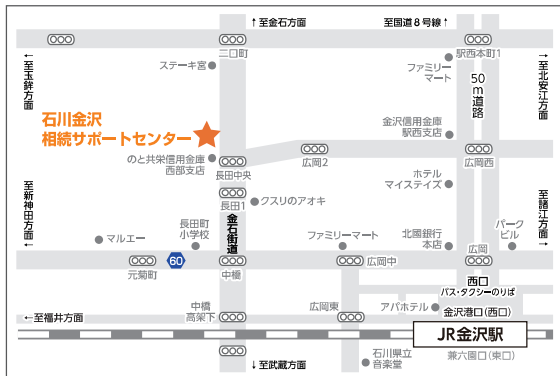 ↑至金石方面
至国道８号線↑
二口町
駅西本町1
ステーキ宮
ファミリー
マート
←至玉鉾方面
50m道路
至北安江方面→
石川金沢
相続サポートセンター
金沢信用金庫
駅西支店
のと共栄信用金庫
西部支店
長田中央
広岡2
広岡西
ホテル
マイステイズ
至新神田方面→
長田1
クスリのアオキ
至諸江方面→
金石街道
長田町
小学校
マルエー
ファミリーマート
北國銀行
本店
パーク
ビル
60
元菊町
中橋
広岡中
広岡
西口
バス・タクシーのりば
中橋
高架下
広岡東
アパホテル
金沢港口(西口)
←至福井方面
JR金沢駅
兼六園口(東口)
石川県立
音楽堂
↓至武蔵方面